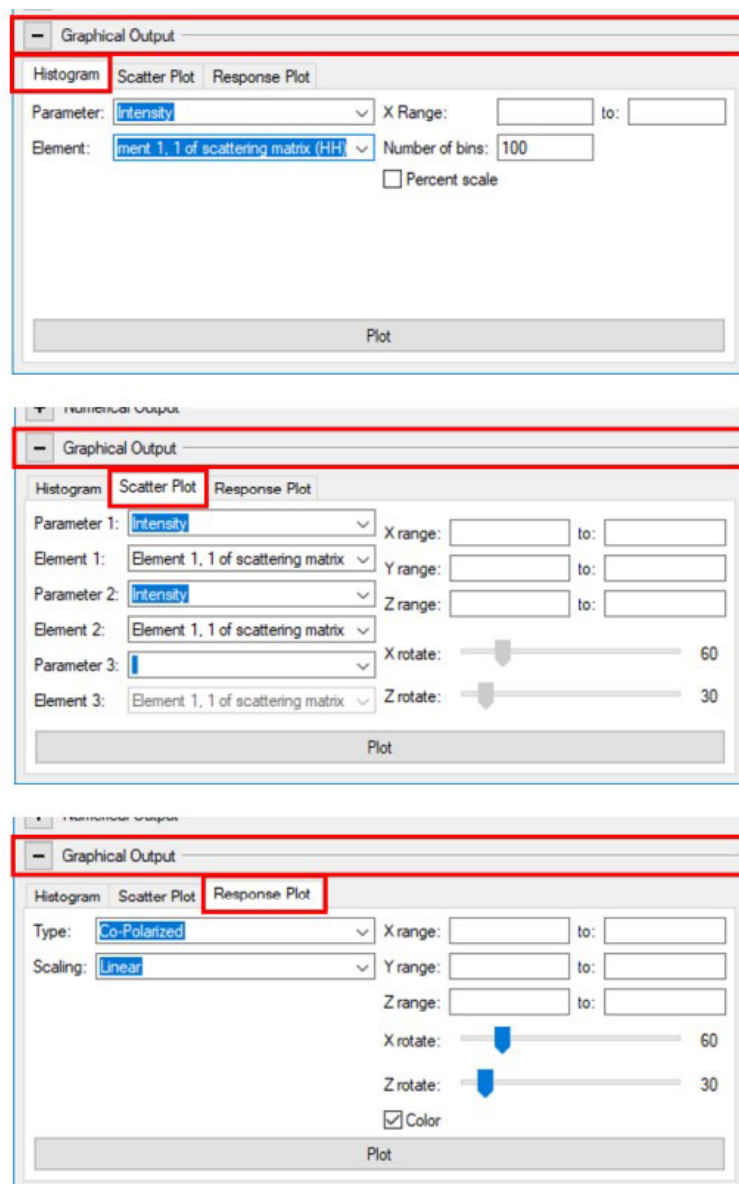 Graphical Output
Histogram Scatter Plot Response Plot
Parameter: Intensity X Range: to:
Element: ment 1, 1 of scattering matrix (HH) Number of bins: 100
Percent scale
Plot
Numerical Output
Graphical Output
Histogram Scatter Plot Response Plot
Parameter 1: Intensity X range: to:
Element 1: Element 1, 1 of scattering matrix Y range: to:
Parameter 2: Intensity Z range: to:
Element 2: Element 1, 1 of scattering matrix
Parameter 3: X rotate: 60
Element 3: Element 1, 1 of scattering matrix Z rotate: 30
Plot
Numerical Output
Graphical Output
Histogram Scatter Plot Response Plot
Type: Co-Polarized X range: to:
Scaling: Linear Y range: to:
Z range: to:
X rotate: 60
Z rotate: 30
Color
Plot